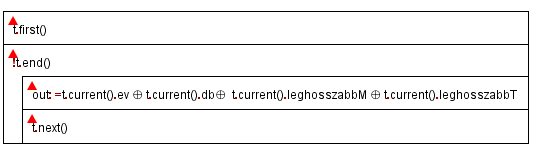 t.first()
!t.end()
out: =t.current().ev ⊕ t.current().db⊕ t.current().leghosszabbM ⊕ t.current().leghosszabbT
t.next()